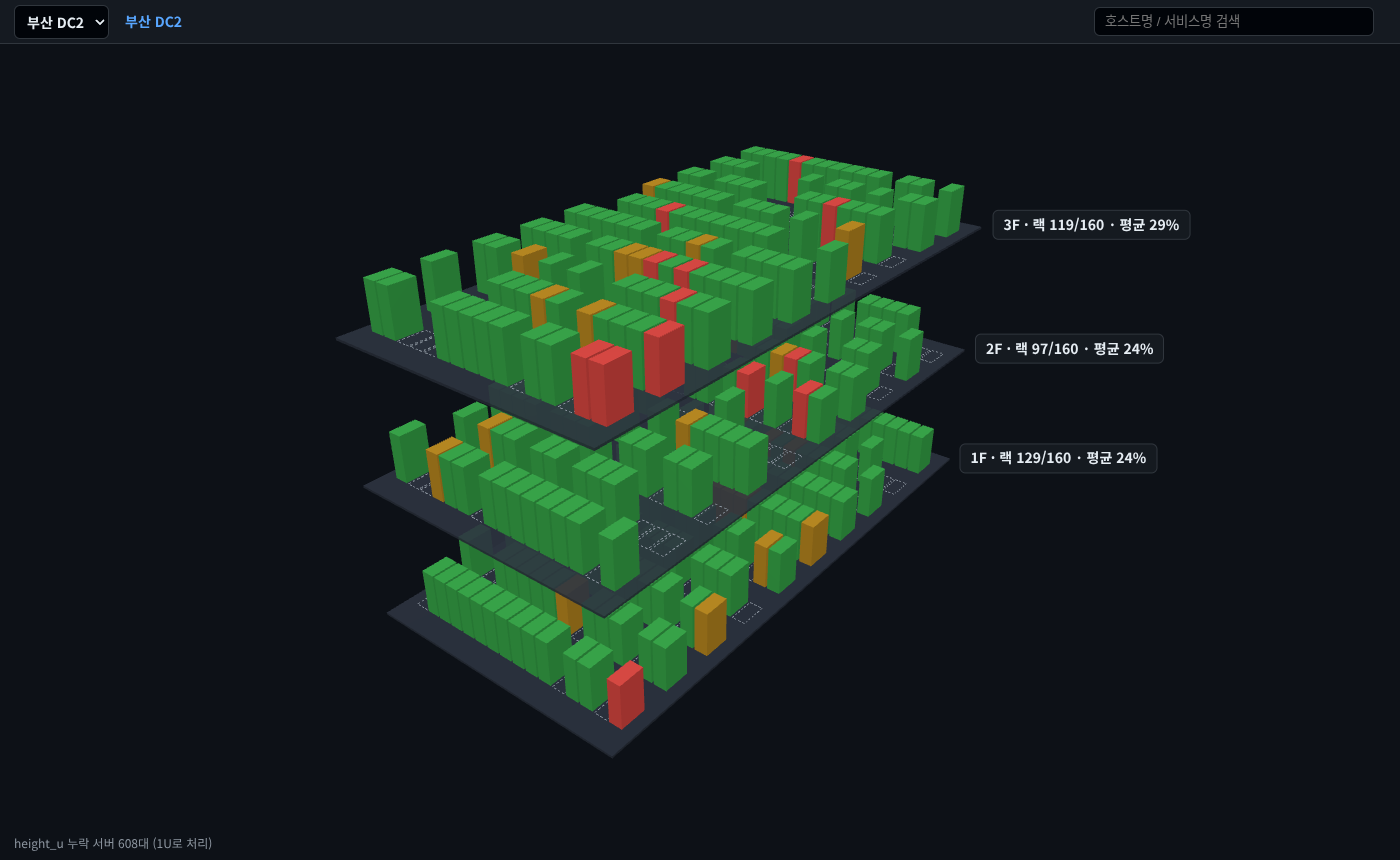 부산 DC2 부산 DC2 호스트명 / 서비스명 검색
3F · 랙 119/160 · 평균 29%
2F · 랙 97/160 · 평균 24%
1F · 랙 129/160 · 평균 24%
height_u 누락 서버 608대 (1U로 처리)